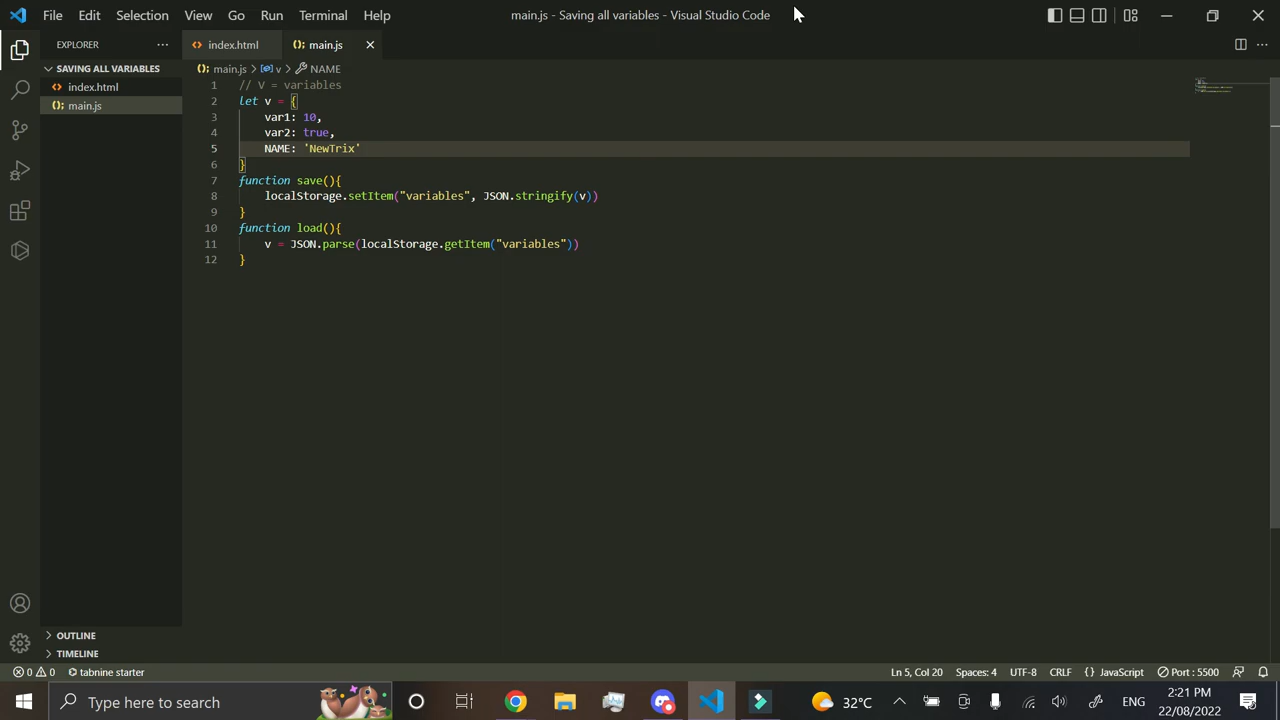 File Edit Selection View Go Run Terminal Help
main.js - Saving all variables - Visual Studio Code
EXPLORER
index.html
main.js
SAVING ALL VARIABLES
main.js > v > NAME
index.html
main.js
1 // V = variables
2 let v = {
3 var1: 10,
4 var2: true,
5 NAME: 'NewTrix'
6 }
7 function save(){
8 localStorage.setItem("variables", JSON.stringify(v))
9 }
10 function load(){
11 v = JSON.parse(localStorage.getItem("variables"))
12 }
OUTLINE
TIMELINE
0 0 tabnine starter
Ln 5, Col 20 Spaces: 4 UTF-8 CRLF {} JavaScript Port : 5500
Type here to search
32°C
ENG
2:21 PM
22/08/2022